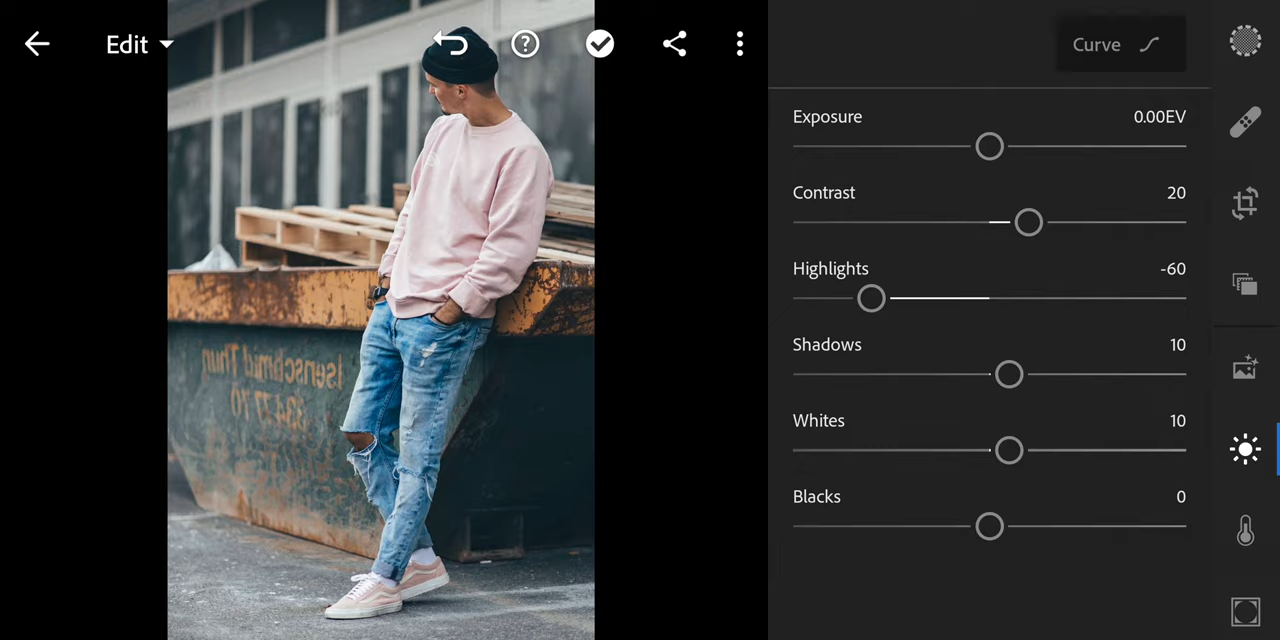 Edit
Curve
Exposure 0.00EV
Contrast 20
Highlights -60
Shadows 10
Whites 10
Blacks 0